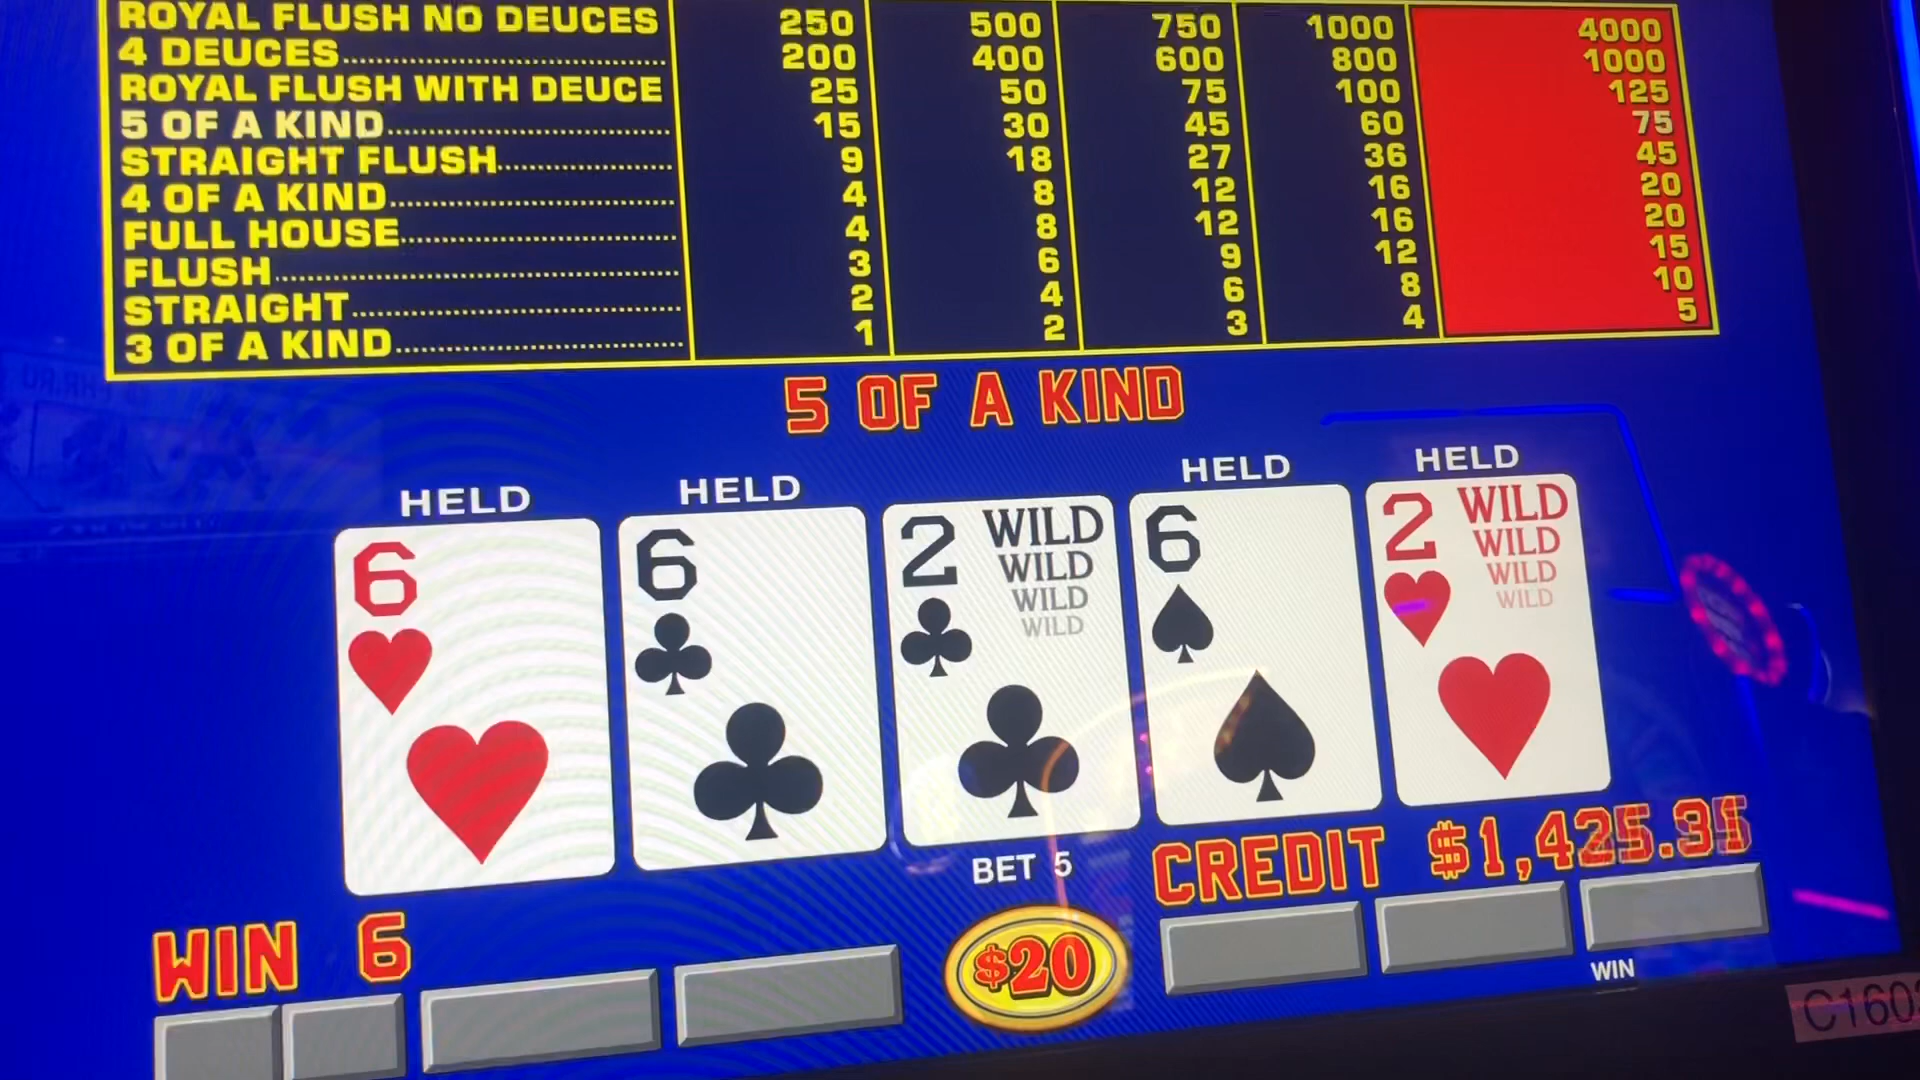 ROYAL FLUSH NO DEUCES 250 500 750 1000 4000
4 DEUCES 200 400 600 800 1000
ROYAL FLUSH WITH DEUCE 25 50 75 100 125
5 OF A KIND 15 30 45 60 75
STRAIGHT FLUSH 9 18 27 36 45
4 OF A KIND 4 8 12 16 20
FULL HOUSE 4 8 12 16 20
FLUSH 3 6 9 12 15
STRAIGHT 2 4 6 8 10
3 OF A KIND 1 2 3 4 5
5 OF A KIND
HELD HELD HELD HELD
6 6 2 WILD 6 2 WILD
WILD WILD
WILD WILD
WILD WILD
BET 5
CREDIT $1,425.
WIN 6
$20
WIN